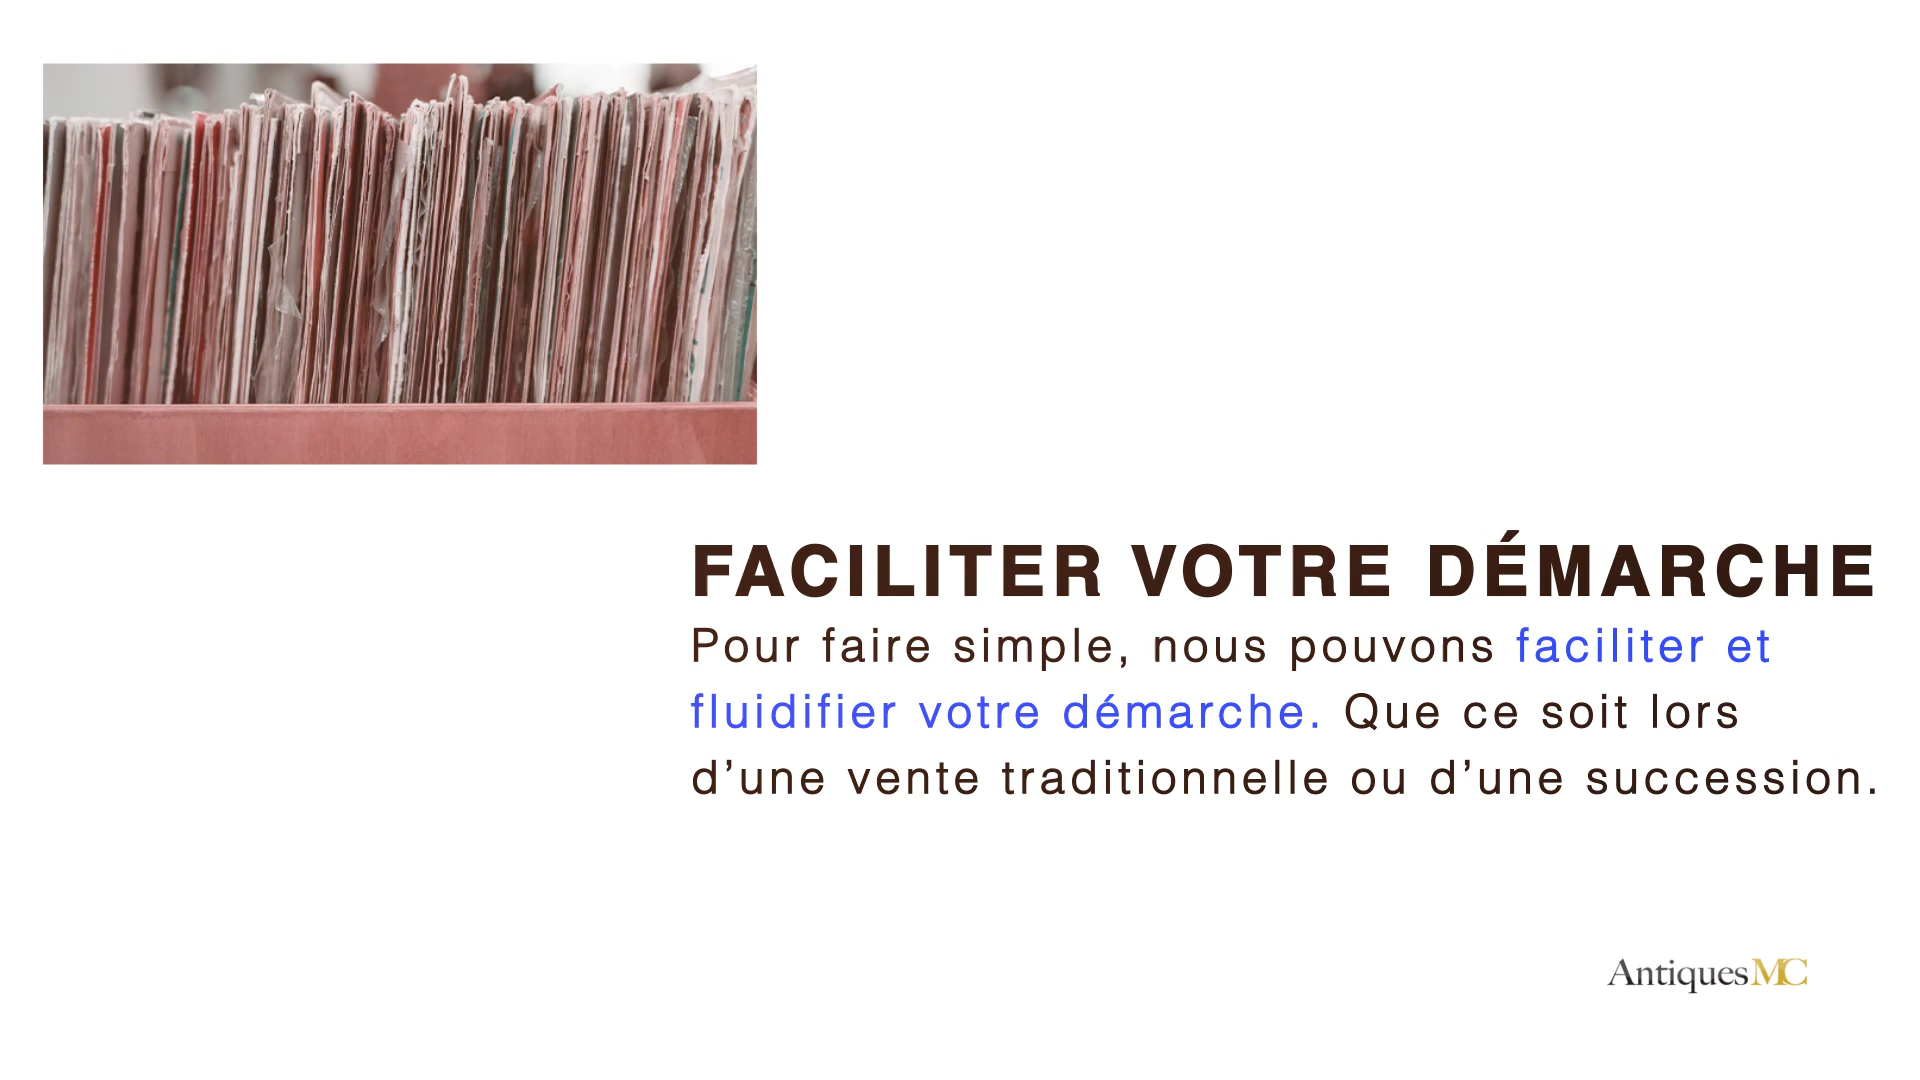 FACILITER VOTRE DÉMARCHE
Pour faire simple, nous pouvons faciliter et
fluidifier votre démarche. Que ce soit lors
d’une vente traditionnelle ou d’une succession.
AntiquesMC